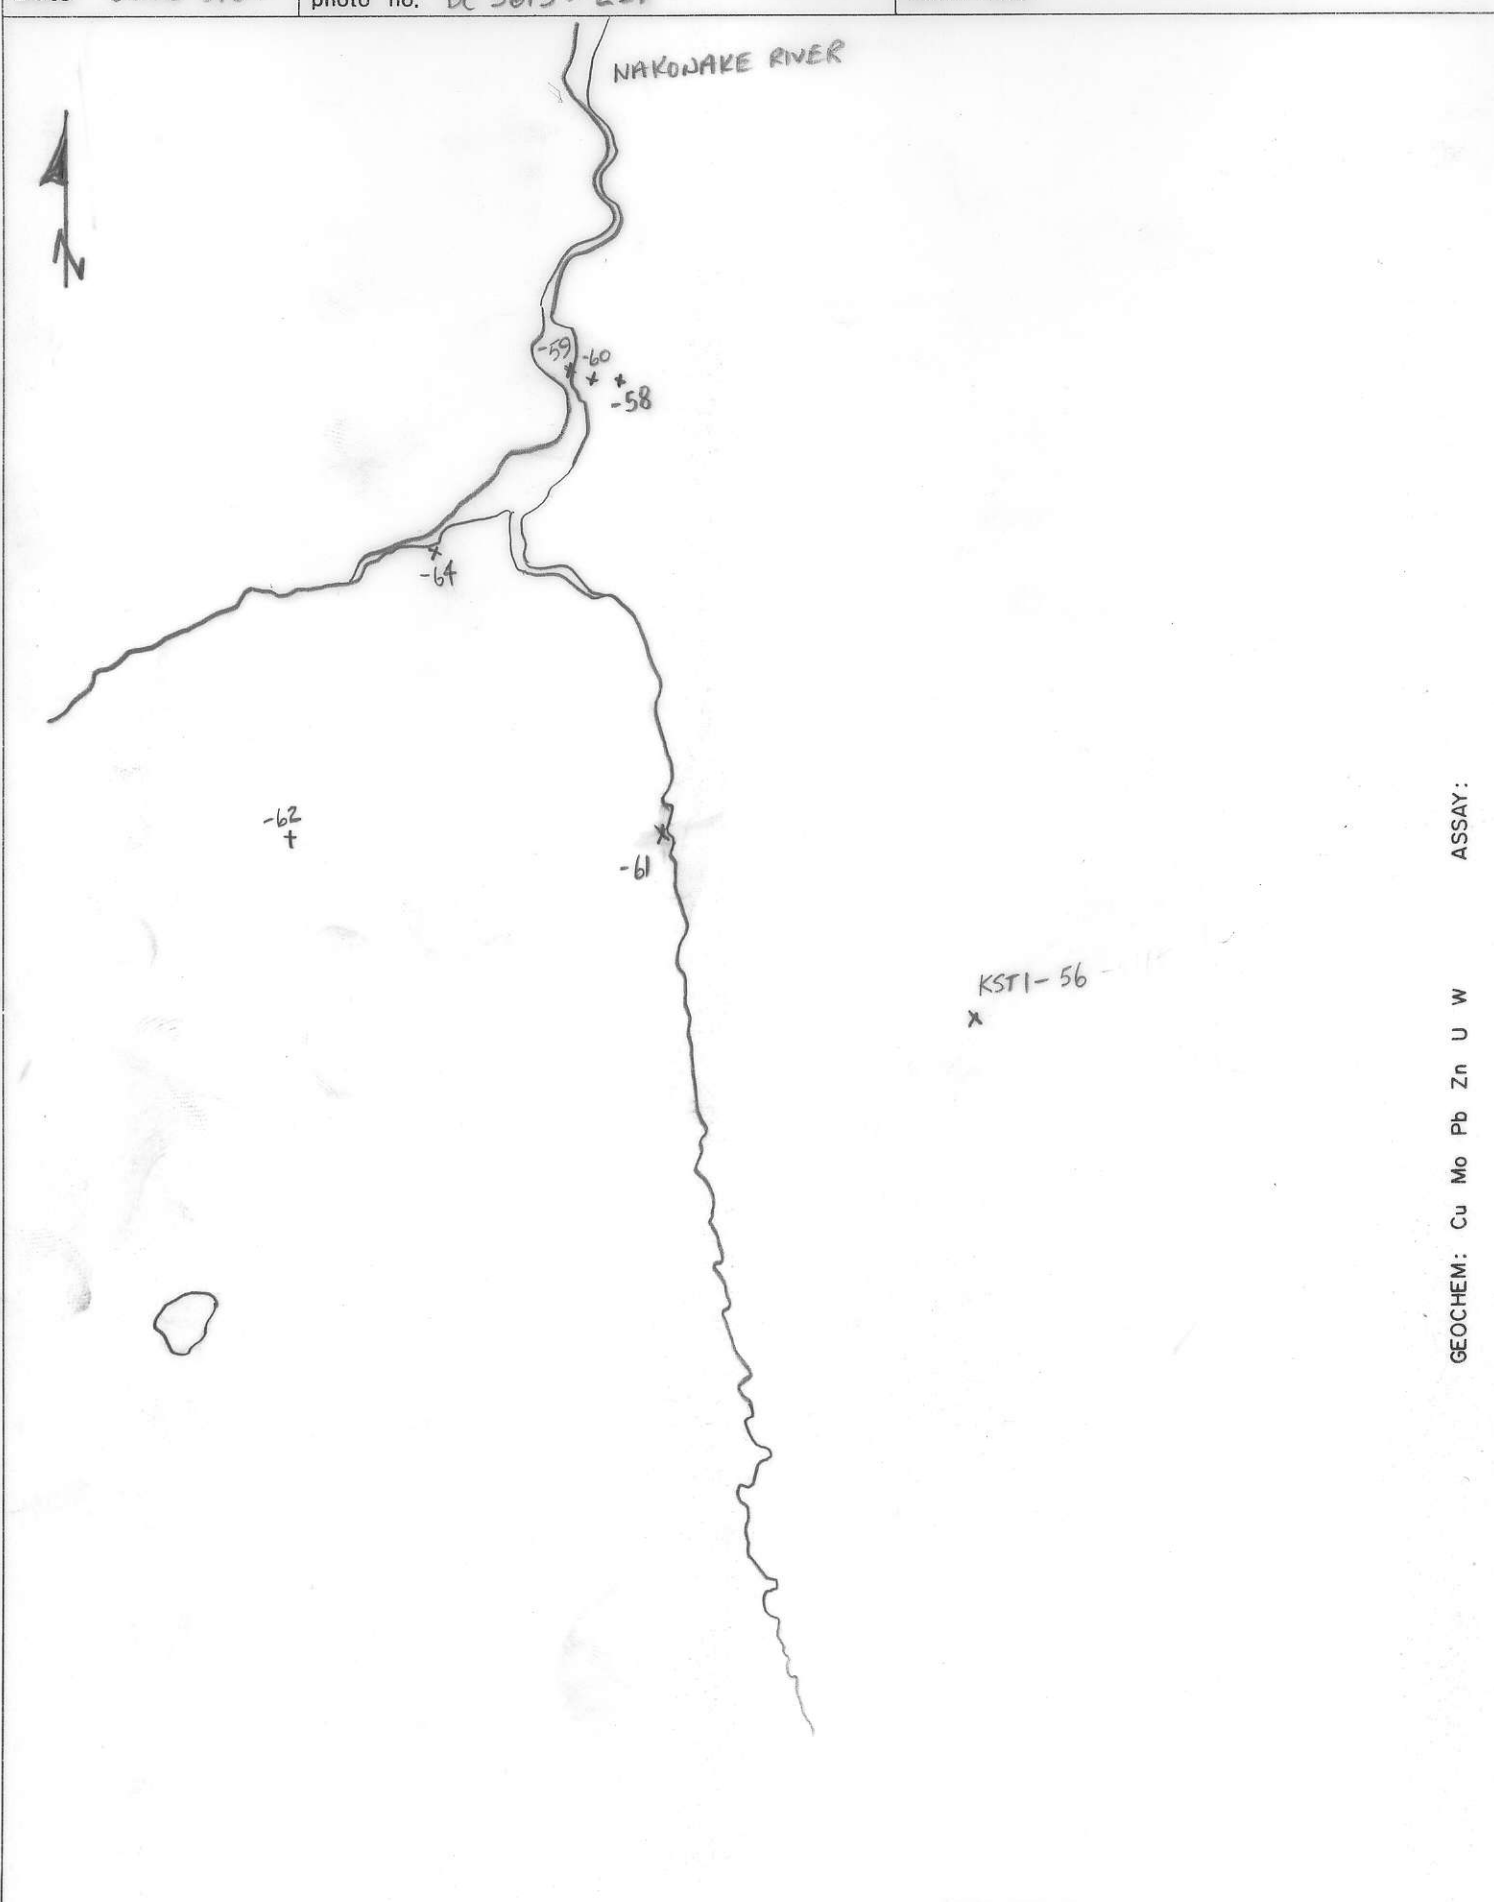 photo no.
NAKONAKE RIVER
N
-59
-60
-58
-64
-62
-61
KST1-56
ASSAY:
GEOCHEM: Cu Mo Pb Zn U W